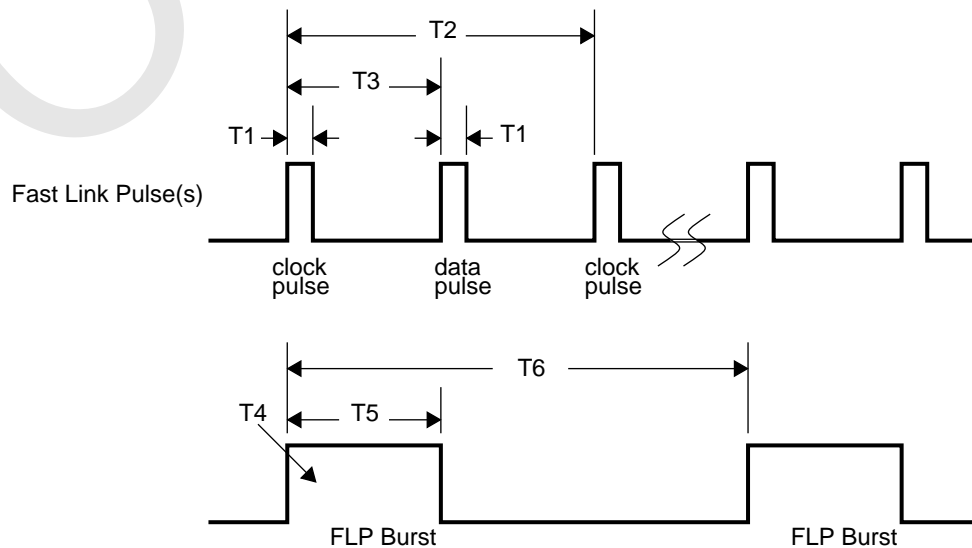 T2
T3
T1
T1
Fast Link Pulse(s)
clock
pulse
data
pulse
clock
pulse
T6
T4
T5
FLP Burst
FLP Burst